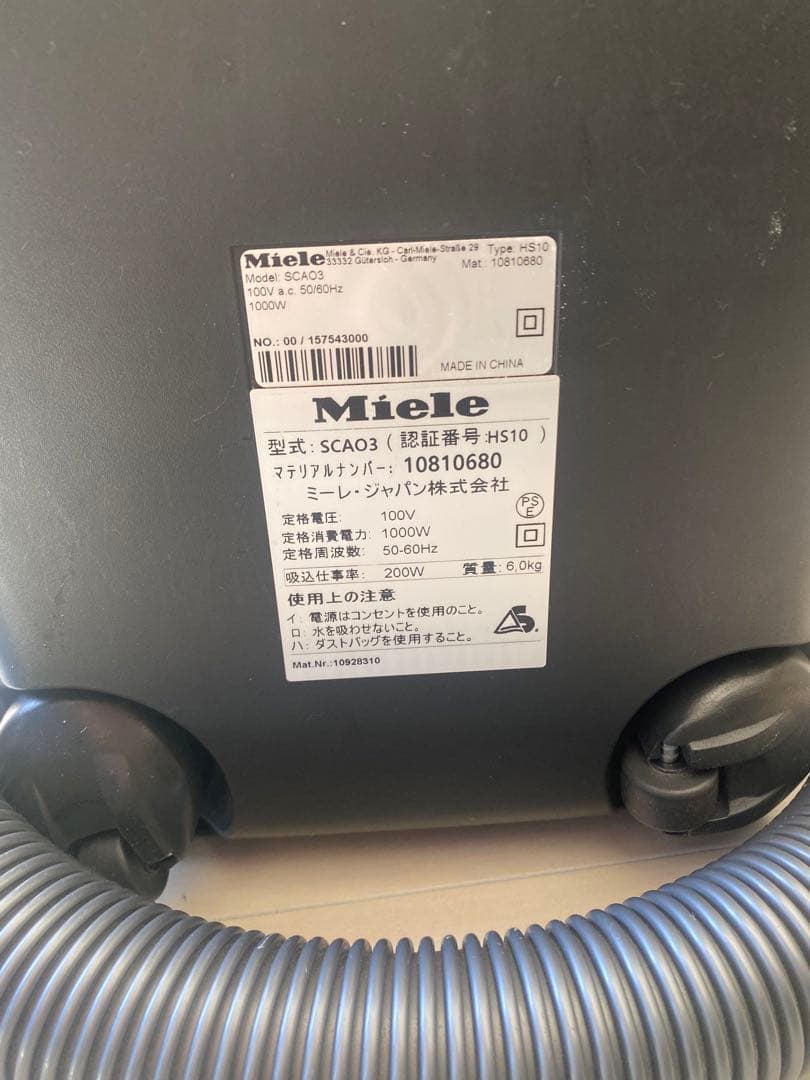 Miele Miele & Cie. KG - Carl-Miele-Straße 29 Type: HS10
33332 Gütersloh - Germany Mat.: 10810680
Model: SCAO3
100V a.c. 50/60Hz
1000W
NO.: 00 / 157543000
MADE IN CHINA
Miele
型式: SCAO3 ( 認証番号:HS10 )
マテリアルナンバー: 10810680
ミーレ・ジャパン株式会社
PS
E
定格電圧: 100V
定格消費電力: 1000W
定格周波数: 50-60Hz
吸込仕事率: 200W 質量: 6,0kg
使用上の注意
イ:電源はコンセントを使用のこと。
ロ: 水を吸わせないこと。
ハ: ダストバッグを使用すること。
Mat.Nr.:10928310